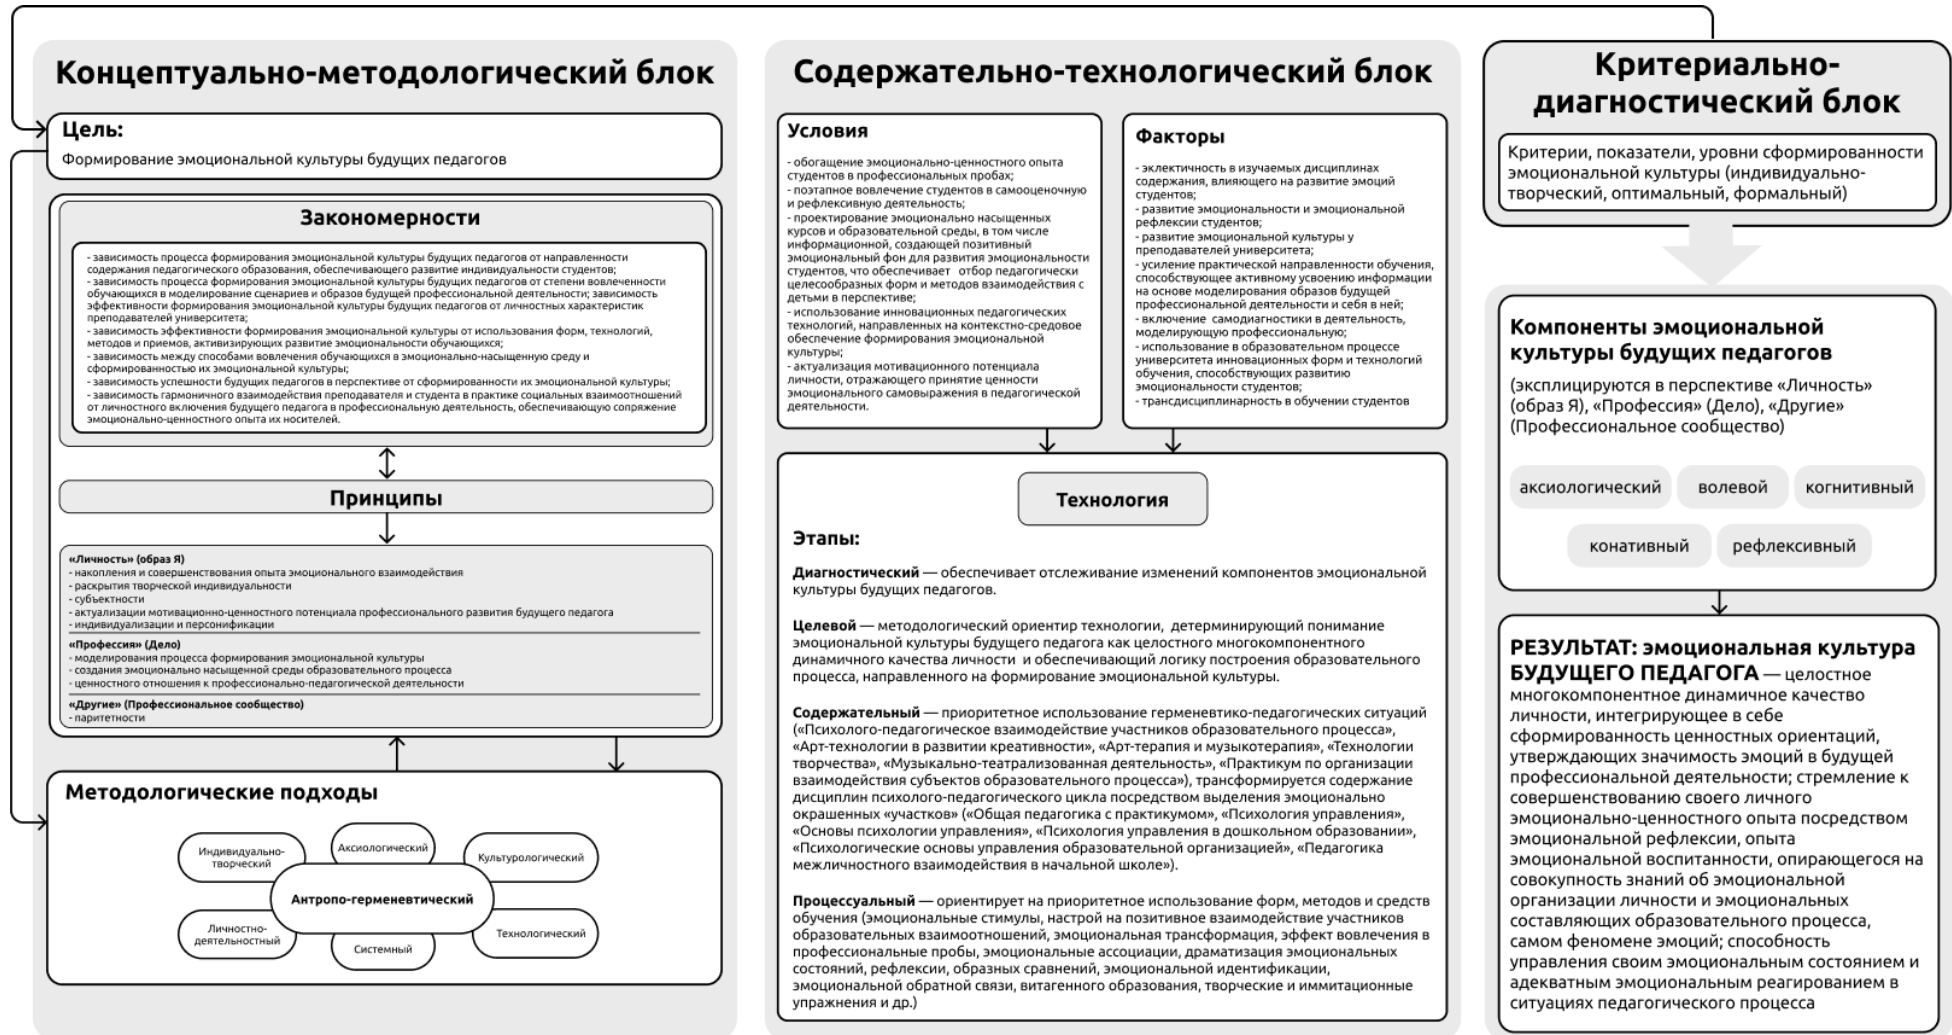 Концептуально-методологический блок
Цель:
Формирование эмоциональной культуры будущих педагогов
Закономерности
- зависимость процесса формирования эмоциональной культуры будущих педагогов от направленности
содержания педагогического образования, обеспечивающего развитие индивидуальности студентов;
- зависимость процесса формирования эмоциональной культуры будущих педагогов от степени вовлеченности
обучающихся в моделирование сценариев и образов будущей профессиональной деятельности; зависимость
эффективности формирования эмоциональной культуры будущих педагогов от личностных характеристик
преподавателей университета;
- зависимость эффективности формирования эмоциональной культуры от использования форм, технологий,
методов и приемов, активизирующих развитие эмоциональности обучающихся;
- зависимость между способами вовлечения обучающихся в эмоционально-насыщенную среду и
сформированностью их эмоциональной культуры;
- зависимость успешности будущих педагогов в перспективе от сформированности их эмоциональной культуры;
- зависимость гармоничного взаимодействия преподавателя и студента в практике социальных взаимоотношений
от личностного включения будущего педагога в профессиональную деятельность, обеспечивающую сопряжение
эмоционально-ценностного опыта их носителей.
Принципы
«Личность» (образ Я)
- накопления и совершенствования опыта эмоционального взаимодействия
- раскрытия творческой индивидуальности
- субъектности
- актуализации мотивационно-ценностного потенциала профессионального развития будущего педагога
- индивидуализации и персонификации
«Профессия» (Дело)
- моделирования процесса формирования эмоциональной культуры
- создания эмоционально насыщенной среды образовательного процесса
- ценностного отношения к профессионально-педагогической деятельности
«Другие» (Профессиональное сообщество)
- паритетности
Методологические подходы
Индивидуально-
творческий
Аксиологический
Культурологический
Антропо-герменевтический
Личностно-
деятельностный
Системный
Технологический
Содержательно-технологический блок
Условия
- обогащение эмоционально-ценностного опыта
студентов в профессиональных пробах;
- поэтапное вовлечение студентов в самооценочную
и рефлексивную деятельность;
- проектирование эмоционально насыщенных
курсов и образовательной среды, в том числе
информационной, создающей позитивный
эмоциональный фон для развития эмоциональности
студентов, что обеспечивает отбор педагогически
целесообразных форм и методов взаимодействия с
детьми в перспективе;
- использование инновационных педагогических
технологий, направленных на контекстно-средовое
обеспечение формирования эмоциональной
культуры;
- актуализация мотивационного потенциала
личности, отражающего принятие ценности
эмоционального самовыражения в педагогической
деятельности.
Факторы
- эклектичность в изучаемых дисциплинах
содержания, влияющего на развитие эмоций
студентов;
- развитие эмоциональности и эмоциональной
рефлексии студентов;
- развитие эмоциональной культуры у
преподавателей университета;
- усиление практической направленности обучения,
способствующее активному усвоению информации
на основе моделирования образов будущей
профессиональной деятельности и себя в ней;
- включение самодиагностики в деятельность,
моделирующую профессиональную;
- использование в образовательном процессе
университета инновационных форм и технологий
обучения, способствующих развитию
эмоциональности студентов;
- трансдисциплинарность в обучении студентов
Технология
Этапы:
Диагностический — обеспечивает отслеживание изменений компонентов эмоциональной
культуры будущих педагогов.
Целевой — методологический ориентир технологии, детерминирующий понимание
эмоциональной культуры будущего педагога как целостного многокомпонентного
динамичного качества личности и обеспечивающий логику построения образовательного
процесса, направленного на формирование эмоциональной культуры.
Содержательный — приоритетное использование герменевтико-педагогических ситуаций
(«Психолого-педагогическое взаимодействие участников образовательного процесса»,
«Арт-технологии в развитии креативности», «Арт-терапия и музыкотерапия», «Технологии
творчества», «Музыкально-театрализованная деятельность», «Практикум по организации
взаимодействия субъектов образовательного процесса»), трансформируется содержание
дисциплин психолого-педагогического цикла посредством выделения эмоционально
окрашенных «участков» («Общая педагогика с практикумом», «Психология управления»,
«Основы психологии управления», «Психология управления в дошкольном образовании»,
«Психологические основы управления образовательной организацией», «Педагогика
межличностного взаимодействия в начальной школе»).
Процессуальный — ориентирует на приоритетное использование форм, методов и средств
обучения (эмоциональные стимулы, настрой на позитивное взаимодействие участников
образовательных взаимоотношений, эмоциональная трансформация, эффект вовлечения в
профессиональные пробы, эмоциональные ассоциации, драматизация эмоциональных
состояний, рефлексии, образных сравнений, эмоциональной идентификации,
эмоциональной обратной связи, витагенного образования, творческие и иммитационные
упражнения и др.)
Критериально-
диагностический блок
Критерии, показатели, уровни сформированности
эмоциональной культуры (индивидуально-
творческий, оптимальный, формальный)
Компоненты эмоциональной
культуры будущих педагогов
(эксплицируются в перспективе «Личность»
(образ Я), «Профессия» (Дело), «Другие»
(Профессиональное сообщество)
аксиологический
волевой
когнитивный
конативный
рефлексивный
РЕЗУЛЬТАТ: эмоциональная культура
БУДУЩЕГО ПЕДАГОГА — целостное
многокомпонентное динамичное качество
личности, интегрирующее в себе
сформированность ценностных ориентаций,
утверждающих значимость эмоций в будущей
профессиональной деятельности; стремление к
совершенствованию своего личного
эмоционально-ценностного опыта посредством
эмоциональной рефлексии, опыта
эмоциональной воспитанности, опирающегося на
совокупность знаний об эмоциональной
организации личности и эмоциональных
составляющих образовательного процесса,
самом феномене эмоций; способность
управления своим эмоциональным состоянием и
адекватным эмоциональным реагированием в
ситуациях педагогического процесса